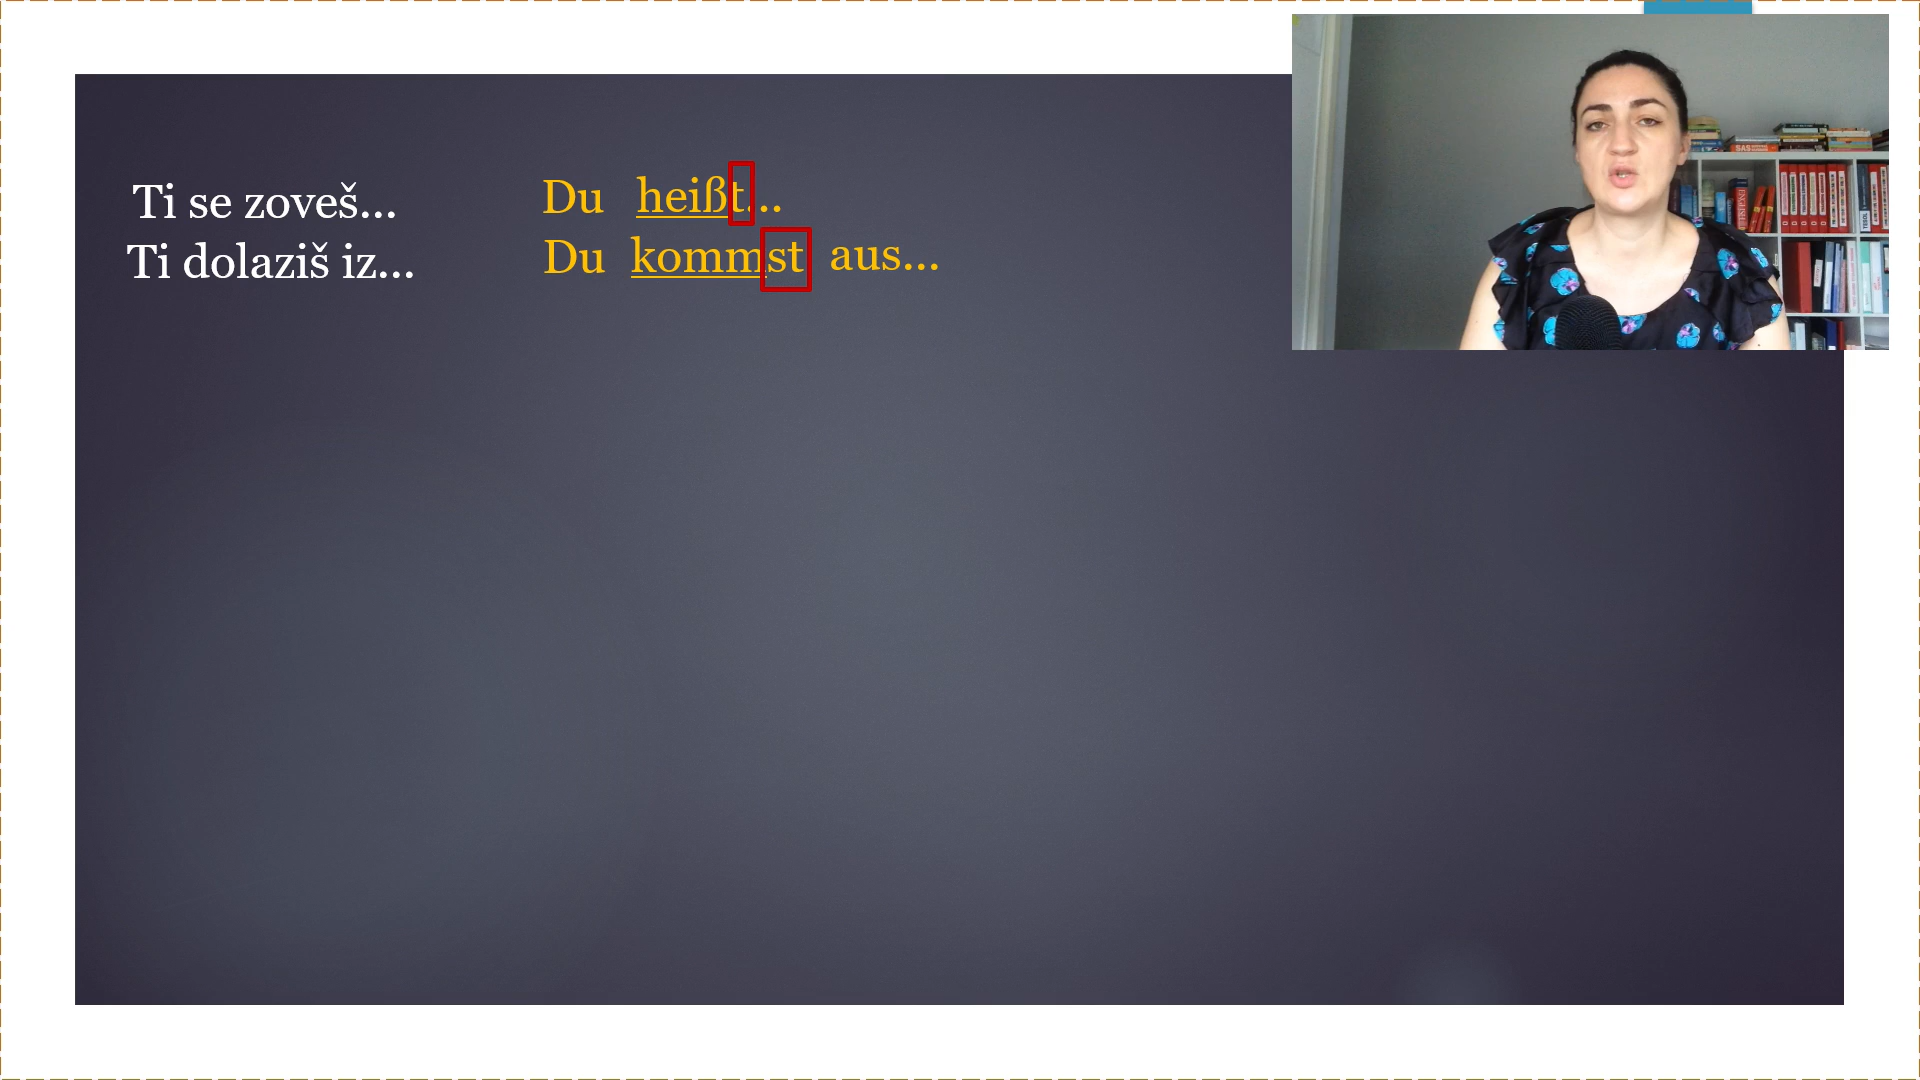 Ti se zoveš... Du heißt...
Ti dolaziš iz... Du kommst aus...